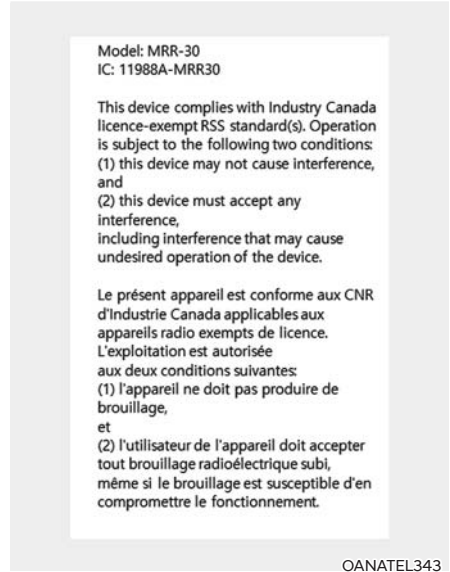 Model: MRR-30
IC: 11988A-MRR30
This device complies with Industry Canada
licence-exempt RSS standard(s). Operation
is subject to the following two conditions:
(1) this device may not cause interference,
and
(2) this device must accept any
interference,
including interference that may cause
undesired operation of the device.
Le présent appareil est conforme aux CNR
d'Industrie Canada applicables aux
appareils radio exempts de licence.
L'exploitation est autorisée
aux deux conditions suivantes:
(1) l'appareil ne doit pas produire de
brouillage,
et
(2) l'utilisateur de l'appareil doit accepter
tout brouillage radioélectrique subi,
même si le brouillage est susceptible d'en
compromettre le fonctionnement.
OANATEL343